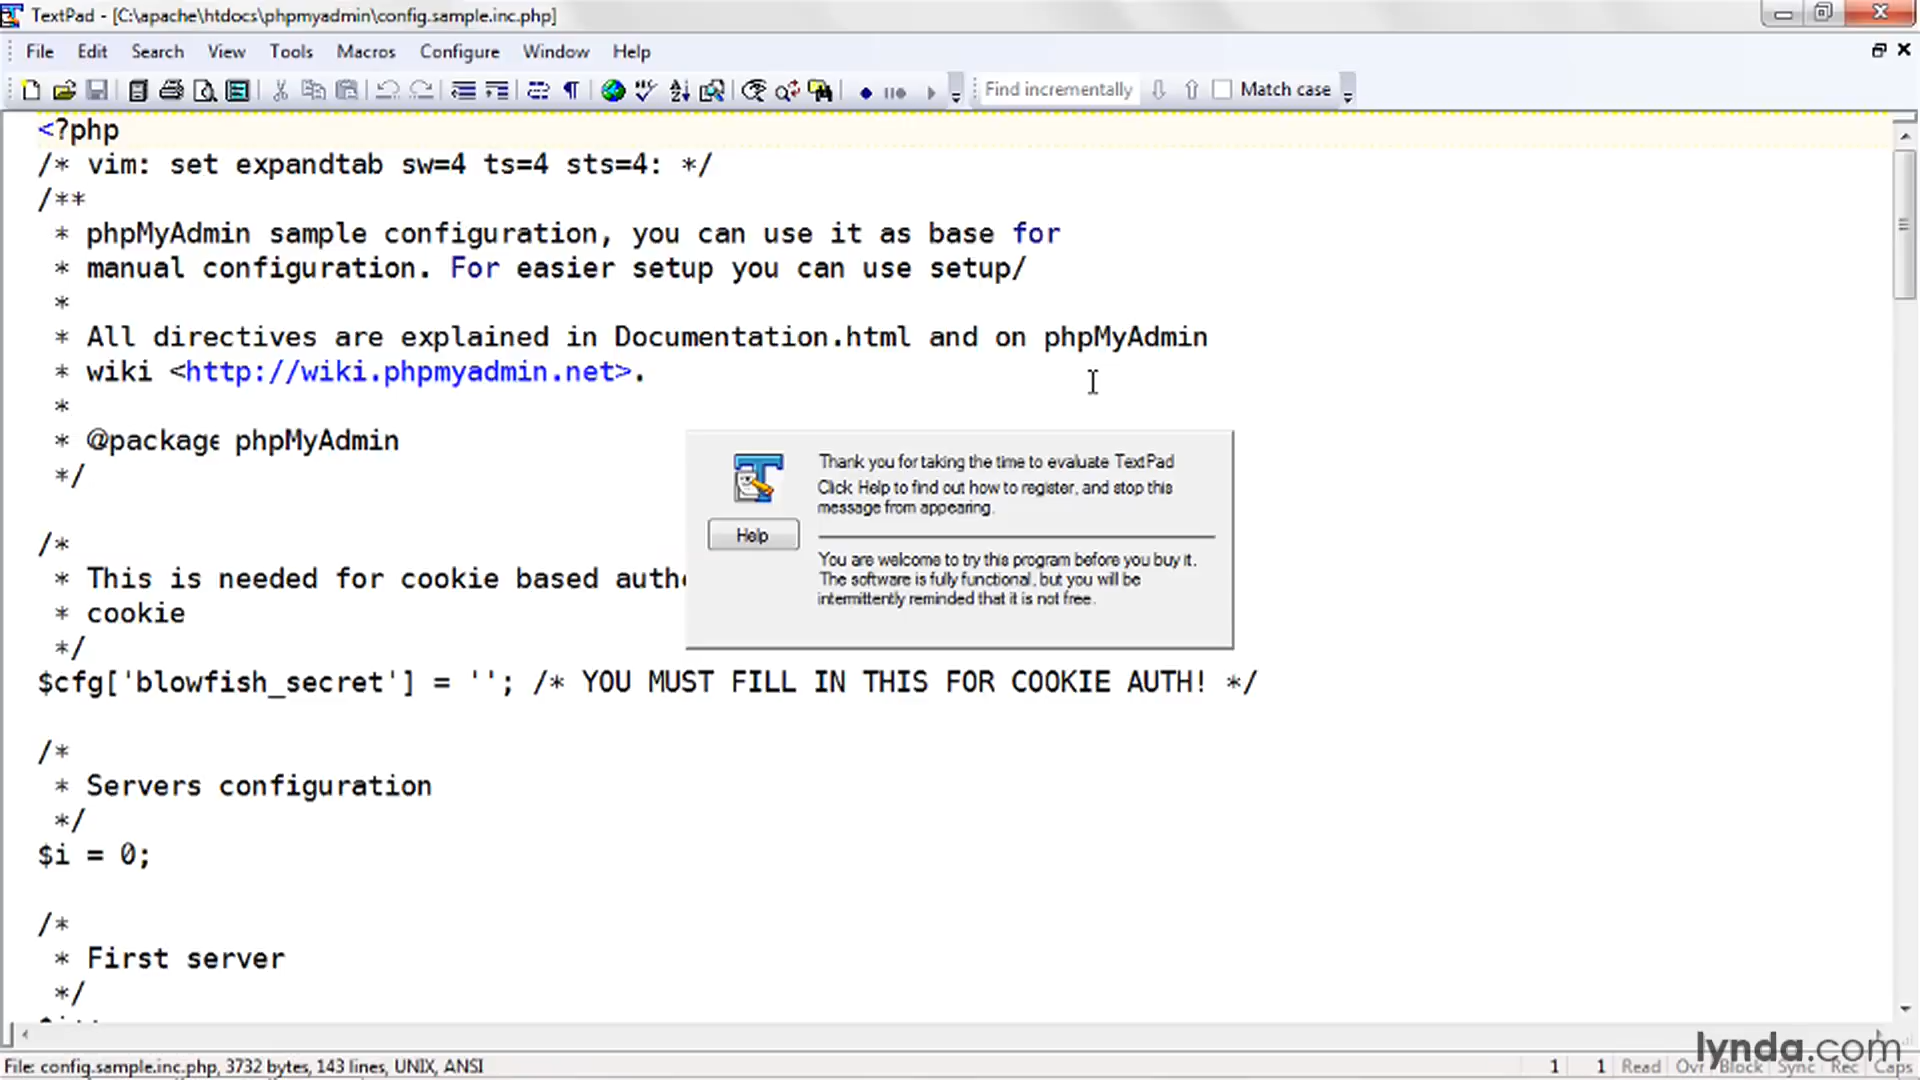 TextPad - [C:\apache\htdocs\phpmyadmin\config.sample.inc.php]
File Edit Search View Tools Macros Configure Window Help
Find incrementally Match case
<?php
/* vim: set expandtab sw=4 ts=4 sts=4: */
/**
* phpMyAdmin sample configuration, you can use it as base for
* manual configuration. For easier setup you can use setup/
*
* All directives are explained in Documentation.html and on phpMyAdmin
* wiki <http://wiki.phpmyadmin.net>.
*
* @package phpMyAdmin
*/
Thank you for taking the time to evaluate TextPad
Click Help to find out how to register, and stop this
message from appearing.
Help
You are welcome to try this program before you buy it.
The software is fully functional, but you will be
intermittently reminded that it is not free.
/*
* This is needed for cookie based
* cookie
*/
$cfg['blowfish_secret'] = ''; /* YOU MUST FILL IN THIS FOR COOKIE AUTH! */
/*
* Servers configuration
*/
$i = 0;
/*
* First server
*/
File: config.sample.inc.php, 3732 bytes, 143 lines, UNIX, ANSI
1 1 Read Ovr Block Sync Rec Caps
lynda.com